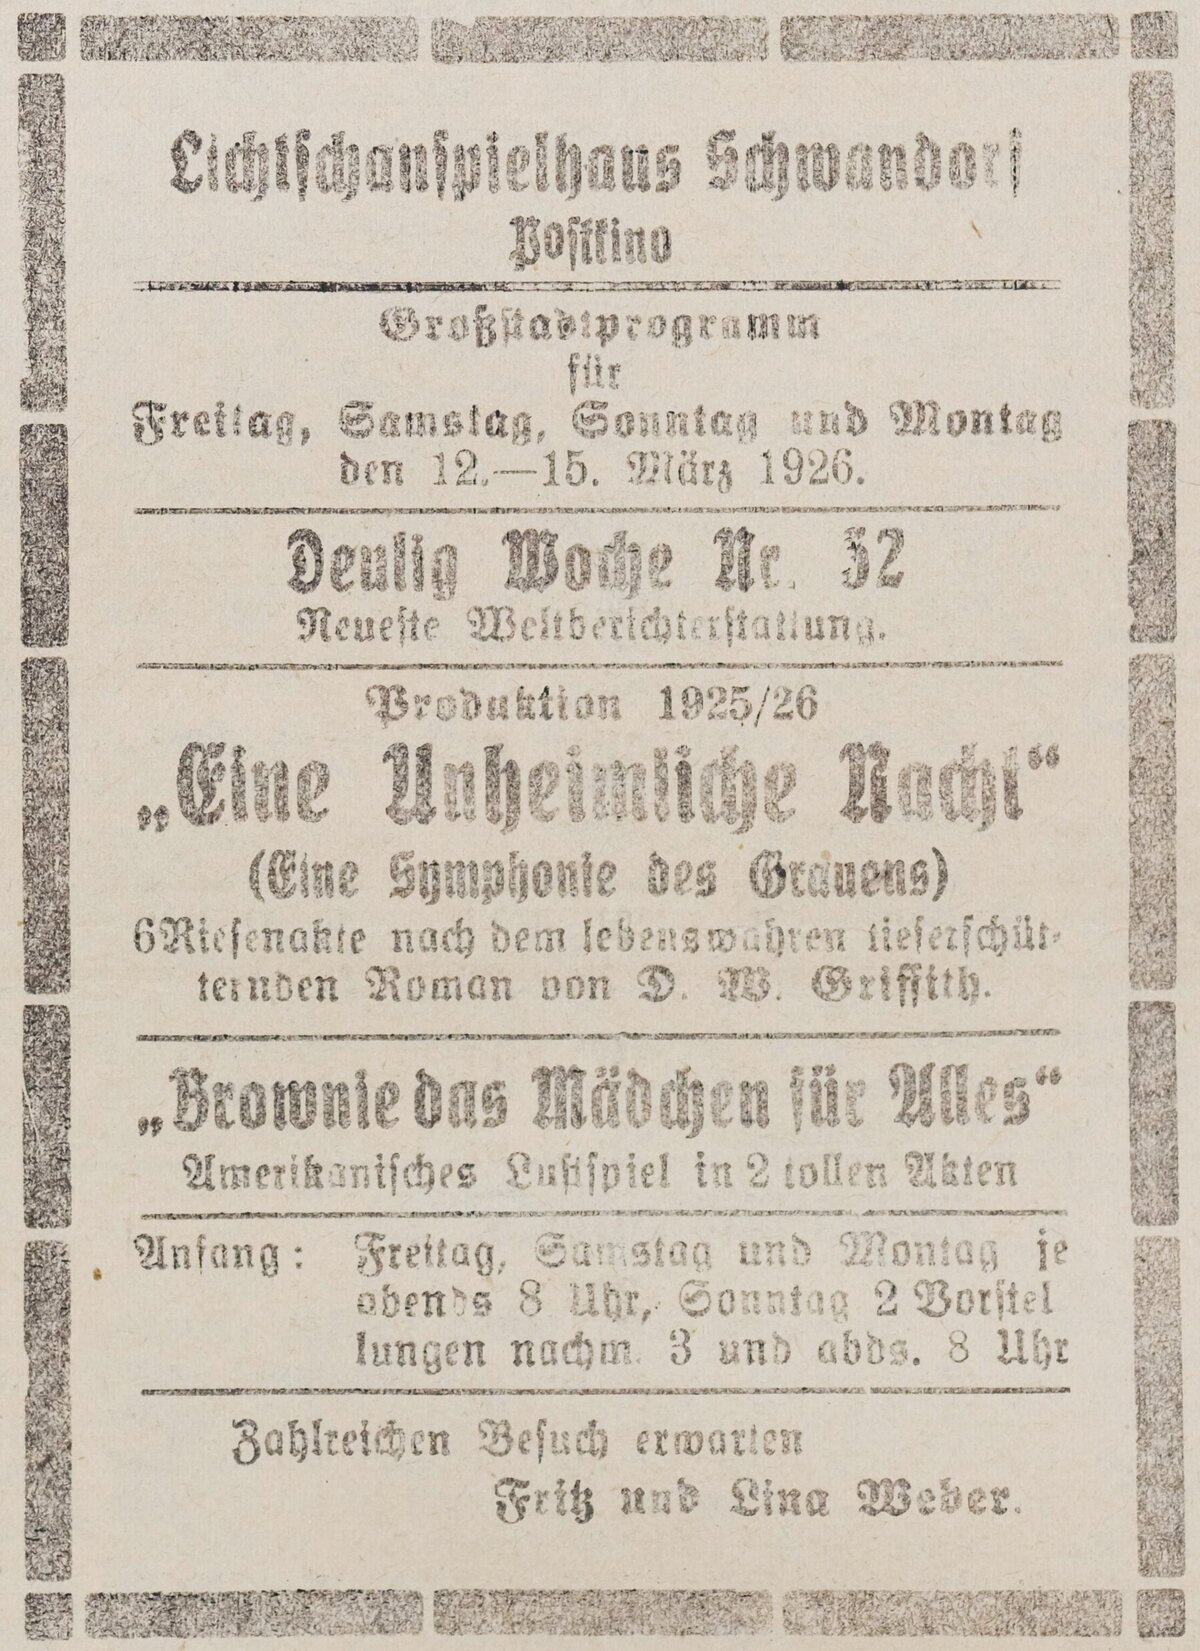 Lichtschauspielhaus Schwandorf
Postkino
Großstadtprogramm
für
Freitag, Samstag, Sonntag und Montag
den 12.—15. März 1926.
Deulig Woche Nr. 52
Neueste Weltberichterstattung.
Produktion 1925/26
„Eine Unheimliche Nacht“
(Eine Symphonie des Grauens)
6 Riesenakte nach dem lebenswahren tieferschüt-
ternden Roman von D. W. Griffith.
„Brownie das Mädchen für Alles“
Amerikanisches Lustspiel in 2 tollen Akten
Anfang: Freitag, Samstag und Montag je
abends 8 Uhr, Sonntag 2 Vorstel
lungen nachm. 3 und abds. 8 Uhr
Zahlreichen Besuch erwarten
Fritz und Lina Weber.